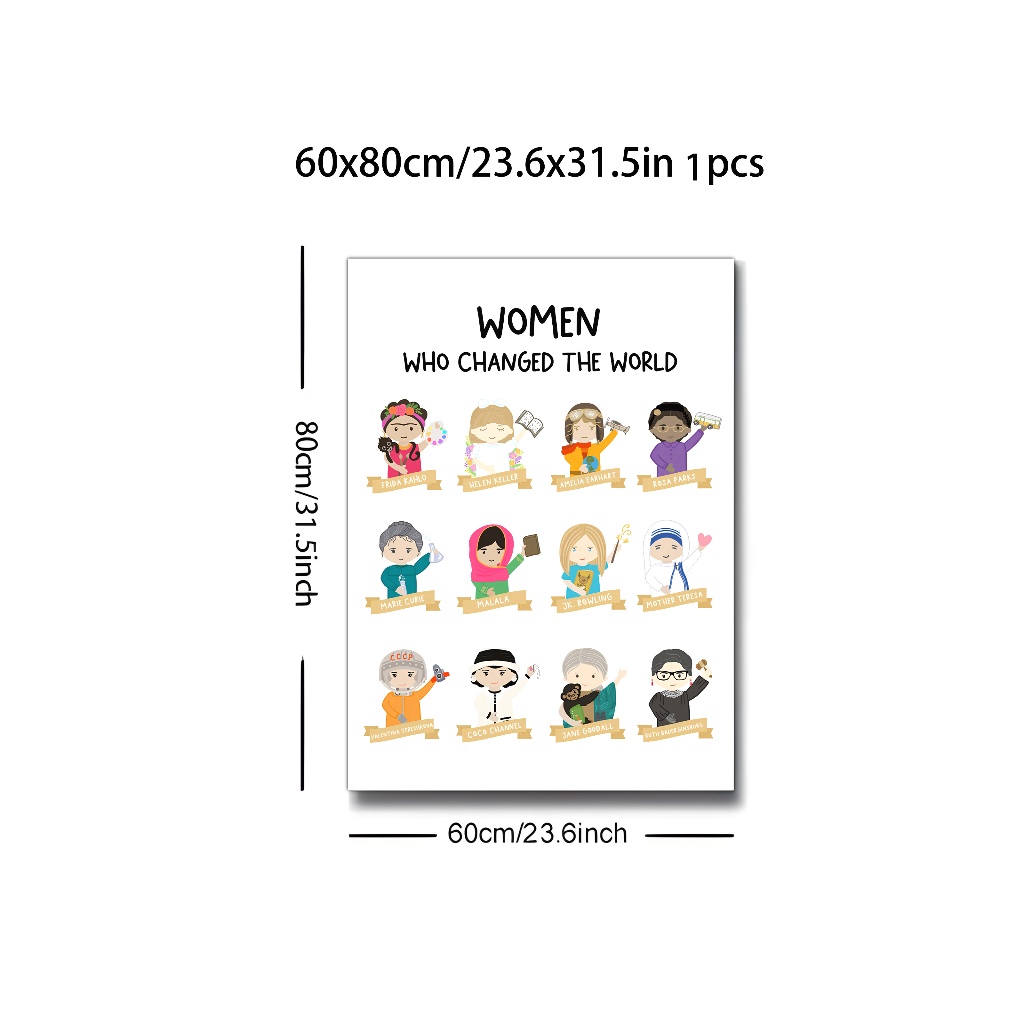 60x80cm/23.6x31.5in 1pcs
80cm/31.5inch
WOMEN
WHO CHANGED THE WORLD
FRIDA KAHLO
HELEN KELLER
AMELIA EARHART
ROSA PARKS
MARIE CURIE
MALALA
JK. ROWLING
MOTHER TERESA
CCCP
VALENTINA TERESHKOVA
COCO CHANNEL
JANE GOODALL
RUTH BADER GINSBURG
60cm/23.6inch